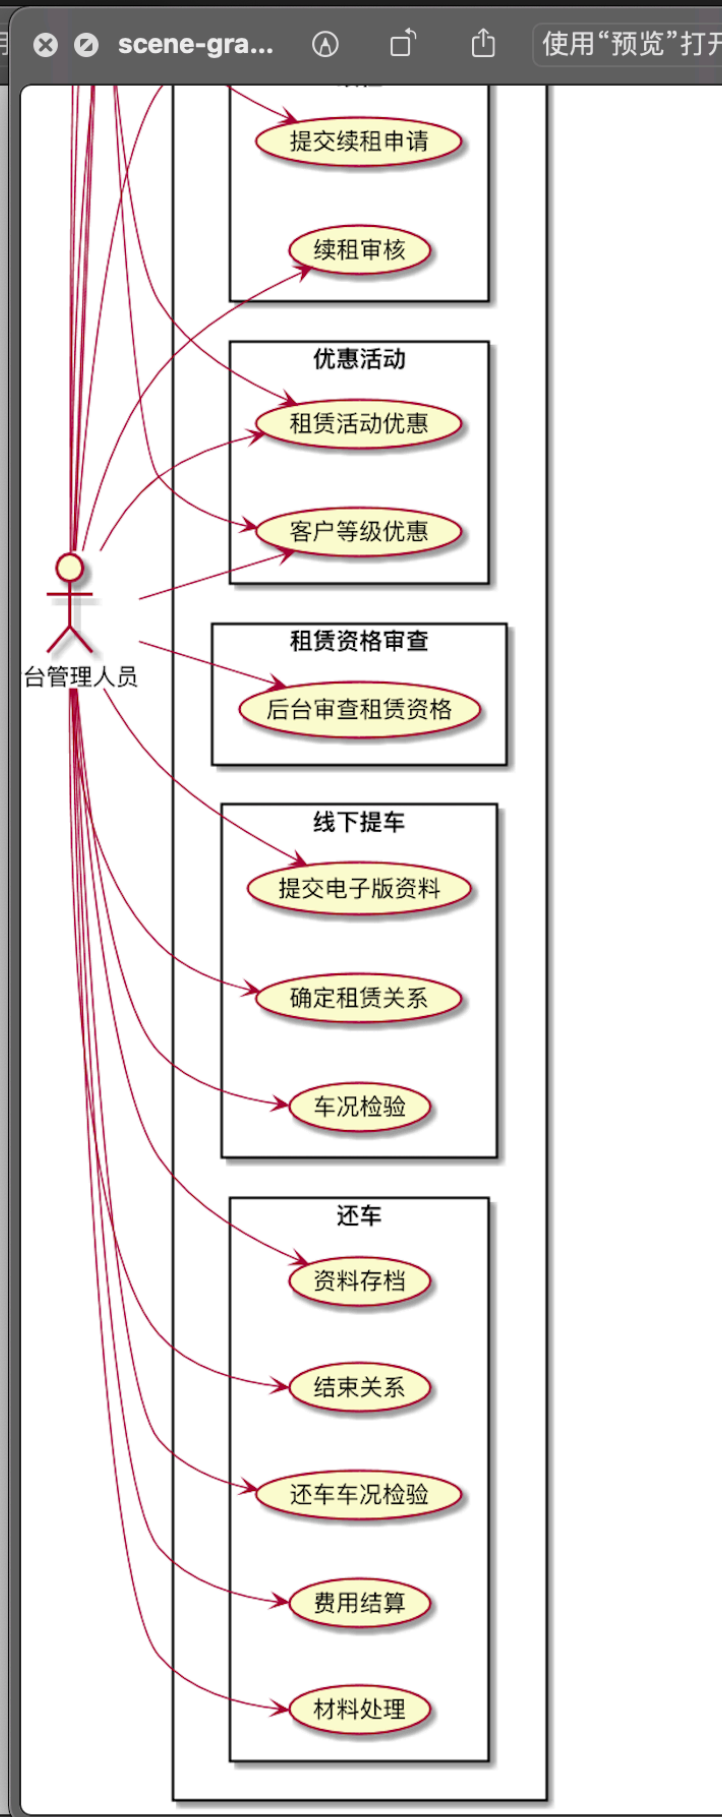 scene-gra...
使用“预览”打开
提交续租申请
续租审核
优惠活动
租赁活动优惠
客户等级优惠
台管理人员
租赁资格审查
后台审查租赁资格
线下提车
提交电子版资料
确定租赁关系
车况检验
还车
资料存档
结束关系
还车车况检验
费用结算
材料处理